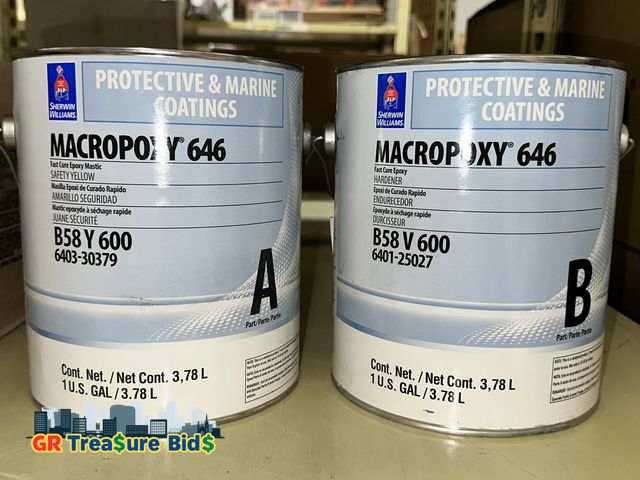 SHERWIN
WILLIAMS.
PROTECTIVE & MARINE
COATINGS
MACROPOXY® 646
Fast Cure Epoxy Mastic
SAFETY YELLOW
Masilla Epoxi de Curado Rapido
AMARILLO SEGURIDAD
Mastic epoxyde à séchage rapide
JUANE SÉCURITÉ
B58 Y 600
6403-30379
A
Part/Parte/Partie
Cont. Net./ Net Cont. 3,78 L
1 U.S. GAL / 3.78 L
SHERWIN
WILLIAMS.
PROTECTIVE & MARINE
COATINGS
MACROPOXY® 646
Fast Cure Epoxy
HARDENER
Epoxi de Curado Rapido
ENDURECEDOR
Epoxyde à séchage rapide
DURCISSEUR
B58 V 600
6401-25027
B
Part/Parte/Partie
Cont. Net./ Net Cont. 3,78 L
1 U.S. GAL / 3.78 L
GR Trea$ure Bid$